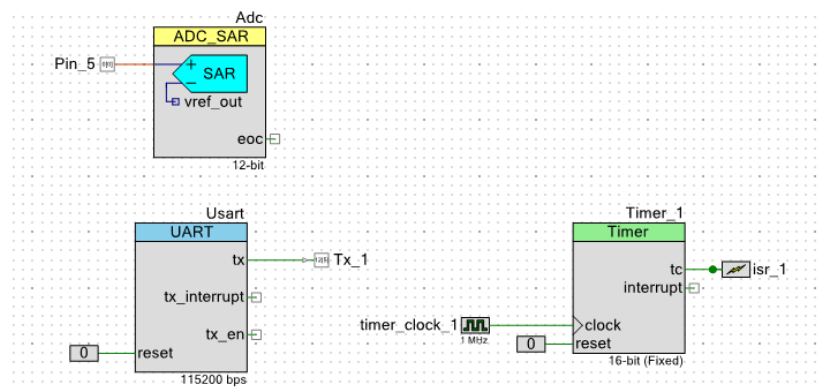 Adc
ADC_SAR
Pin_5
+
SAR
-
vref_out
eoc
12-bit
Usart
UART
tx
Tx_1
tx_interrupt
tx_en
0
reset
115200 bps
Timer_1
Timer
tc
isr_1
interrupt
timer_clock_1
1 MHz
clock
0
reset
16-bit (Fixed)